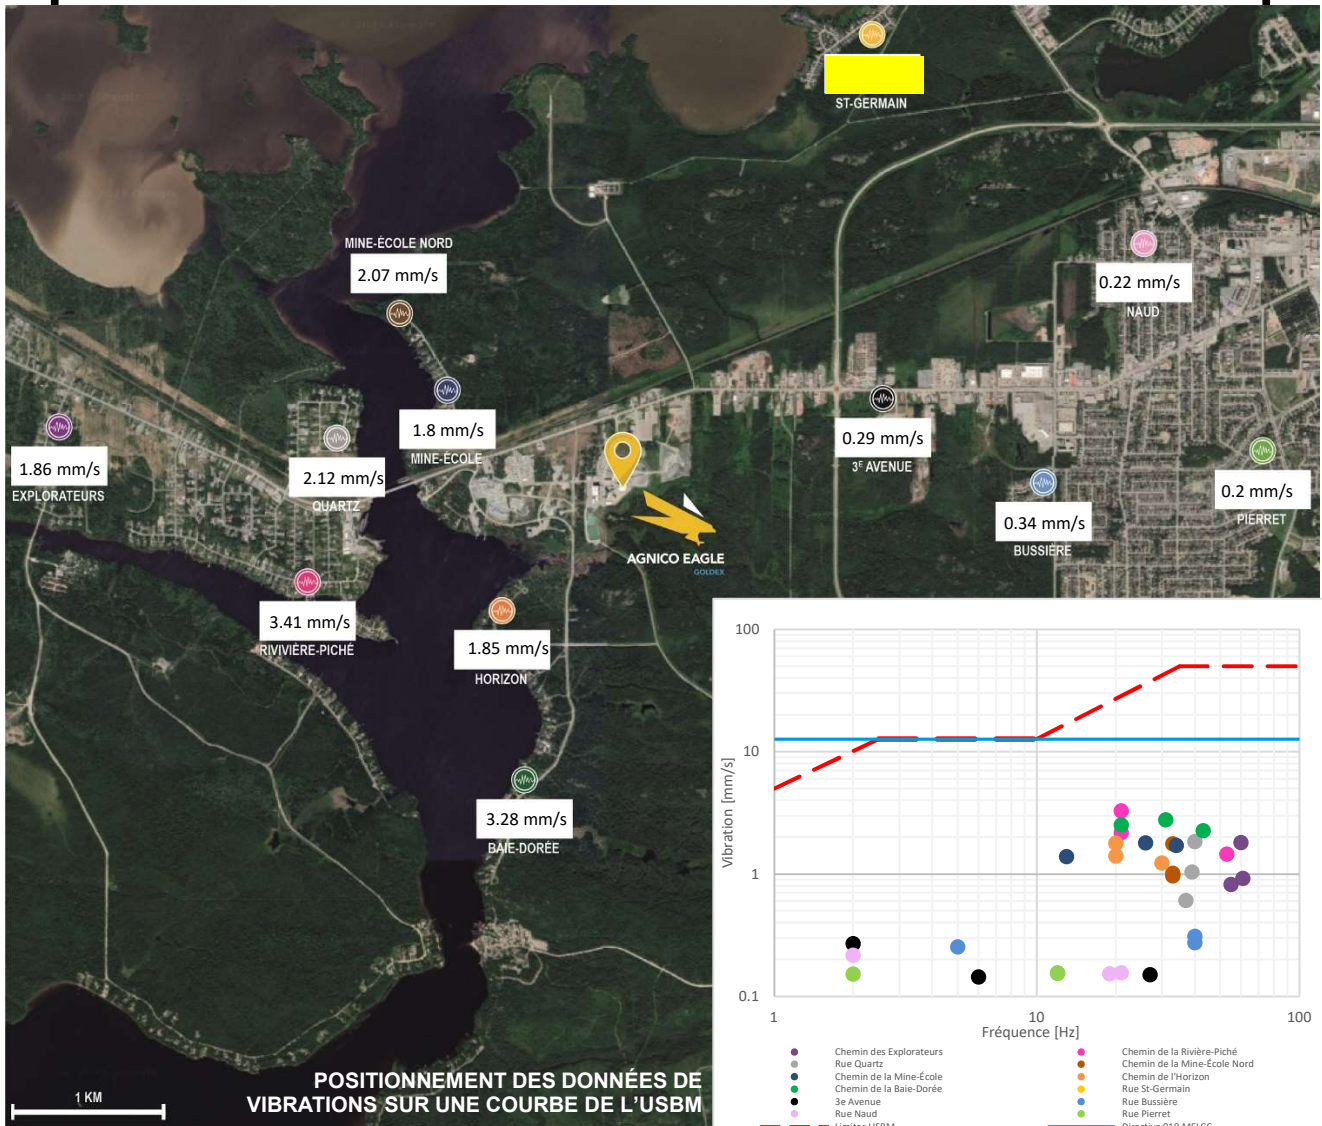 ST-GERMAIN
MINE-ÉCOLE NORD
2.07 mm/s
0.22 mm/s
NAUD
1.8 mm/s
MINE-ÉCOLE
0.29 mm/s
3E AVENUE
1.86 mm/s
EXPLORATEURS
2.12 mm/s
QUARTZ
0.2 mm/s
PIERRET
0.34 mm/s
BUSSIÈRE
AGNICO EAGLE
GOLDEX
3.41 mm/s
RIVIVIÈRE-PICHÉ
1.85 mm/s
HORIZON
3.28 mm/s
BAIE-DORÉE
100
10
1
0.1
Vibration [mm/s]
1
10
100
Fréquence [Hz]
Chemin des Explorateurs
Chemin de la Rivière-Piché
Rue Quartz
Chemin de la Mine-École Nord
Chemin de la Mine-École
Chemin de l'Horizon
Chemin de la Baie-Dorée
Rue St-Germain
3e Avenue
Rue Bussière
Rue Naud
Rue Pierret
Limites USBM
Directive 019 MELCC
1 KM
POSITIONNEMENT DES DONNÉES DE
VIBRATIONS SUR UNE COURBE DE L'USBM